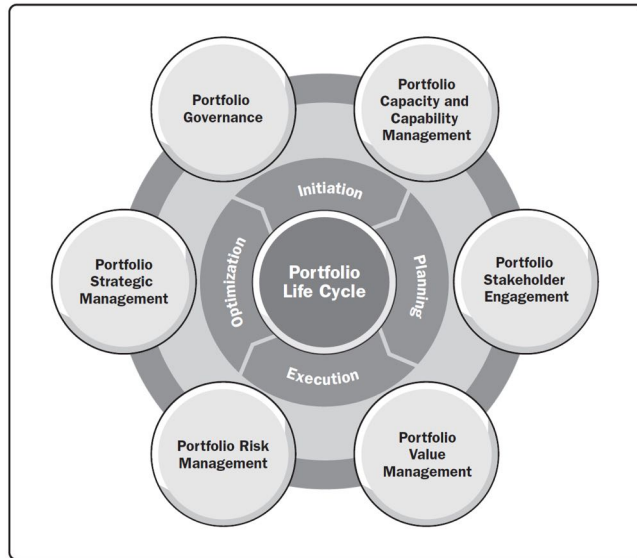 Portfolio
Governance
Portfolio
Capacity and
Capability
Management
Initiation
Portfolio
Strategic
Management
Optimization
Portfolio
Life Cycle
Planning
Portfolio
Stakeholder
Engagement
Execution
Portfolio Risk
Management
Portfolio
Value
Management